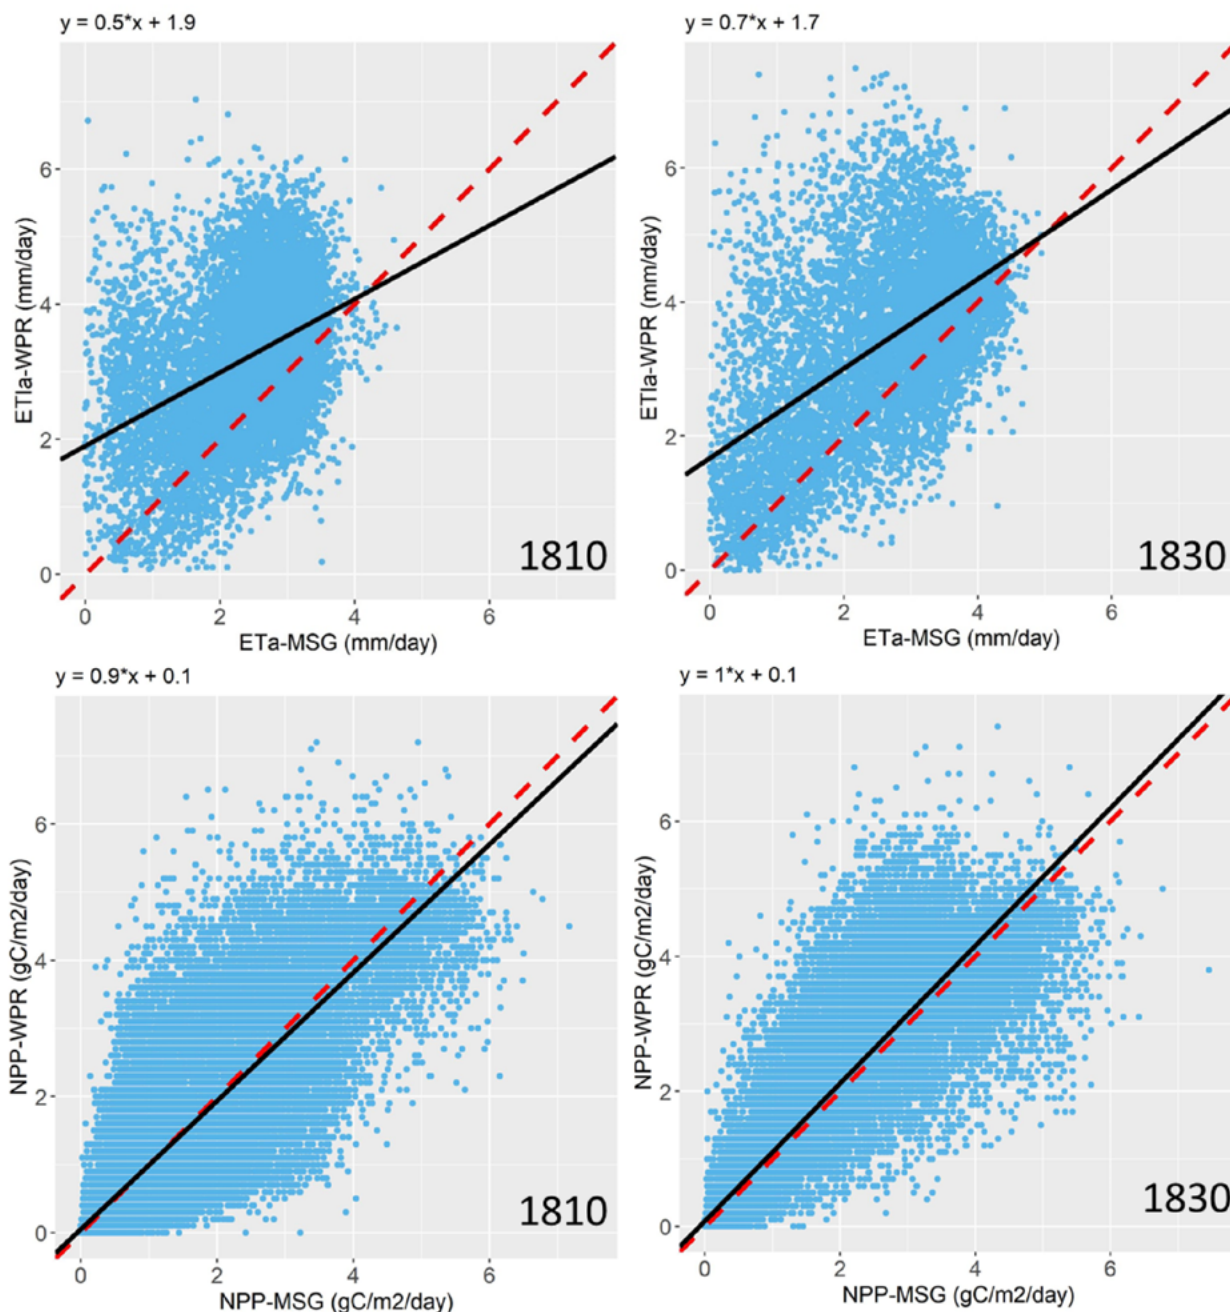 y = 0.5*x + 1.9
6
4
2
0
ETIa-WPR (mm/day)
1810
0 2 4 6
ETa-MSG (mm/day)
y = 0.7*x + 1.7
6
4
2
0
ETIa-WPR (mm/day)
1830
0 2 4 6
ETa-MSG (mm/day)
y = 0.9*x + 0.1
6
4
2
0
NPP-WPR (gC/m2/day)
1810
0 2 4 6
NPP-MSG (gC/m2/day)
y = 1*x + 0.1
6
4
2
0
NPP-WPR (gC/m2/day)
1830
0 2 4 6
NPP-MSG (gC/m2/day)